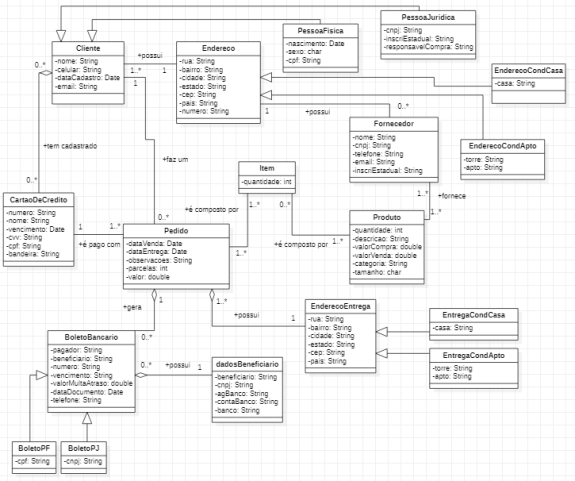 PessoaJuridica
-cnpj: String
-inscriEstadual: String
-responsavelCompra: String
PessoaFisica
-nascimento: Date
-sexo: char
-cpf: String
Cliente
-nome: String
-celular: String
-dataCadastro: Date
-email: String
+possui
1..*
1
Endereco
-rua: String
-bairro: String
-cidade: String
-estado: String
-cep: String
-pais: String
-numero: String
EnderecoCondCasa
-casa: String
0..*
1
1
+possui
0..*
Fornecedor
-nome: String
-cnpj: String
-telefone: String
-email: String
-inscriEstadual: String
EnderecoCondApto
-torre: String
-apto: String
+tem cadastrado
+faz um
Item
-quantidade: int
0..*
CartaoDeCredito
-numero: String
-nome: String
-vencimento: Date
-cvv: String
-cpf: String
-bandeira: String
1
1..*
+é pago com
0..*
Pedido
-dataVenda: Date
-dataEntrega: Date
-observacoes: String
-parcelas: int
-valor: double
+é composto por
1..*
1..*
0..*
+é composto por
1..*
1..*
+fornece
1..*
Produto
-quantidade: int
-descricao: String
-valorCompra: double
-valorVenda: double
-categoria: String
-tamanho: char
1
+gera
0..*
1..*
+possui
1
EnderecoEntrega
-rua: String
-bairro: String
-cidade: String
-estado: String
-cep: String
-pais: String
EntregaCondCasa
-casa: String
EntregaCondApto
-torre: String
-apto: String
BoletoBancario
-pagador: String
-beneficiario: String
-numero: String
-vencimento: String
-valorMultaAtraso: double
-dataDocumento: Date
-telefone: String
0..*
+possui
1
dadosBeneficiario
-beneficiario: String
-cnpj: String
-agBanco: String
-contaBanco: String
-banco: String
BoletoPF
-cpf: String
BoletoPJ
-cnpj: String